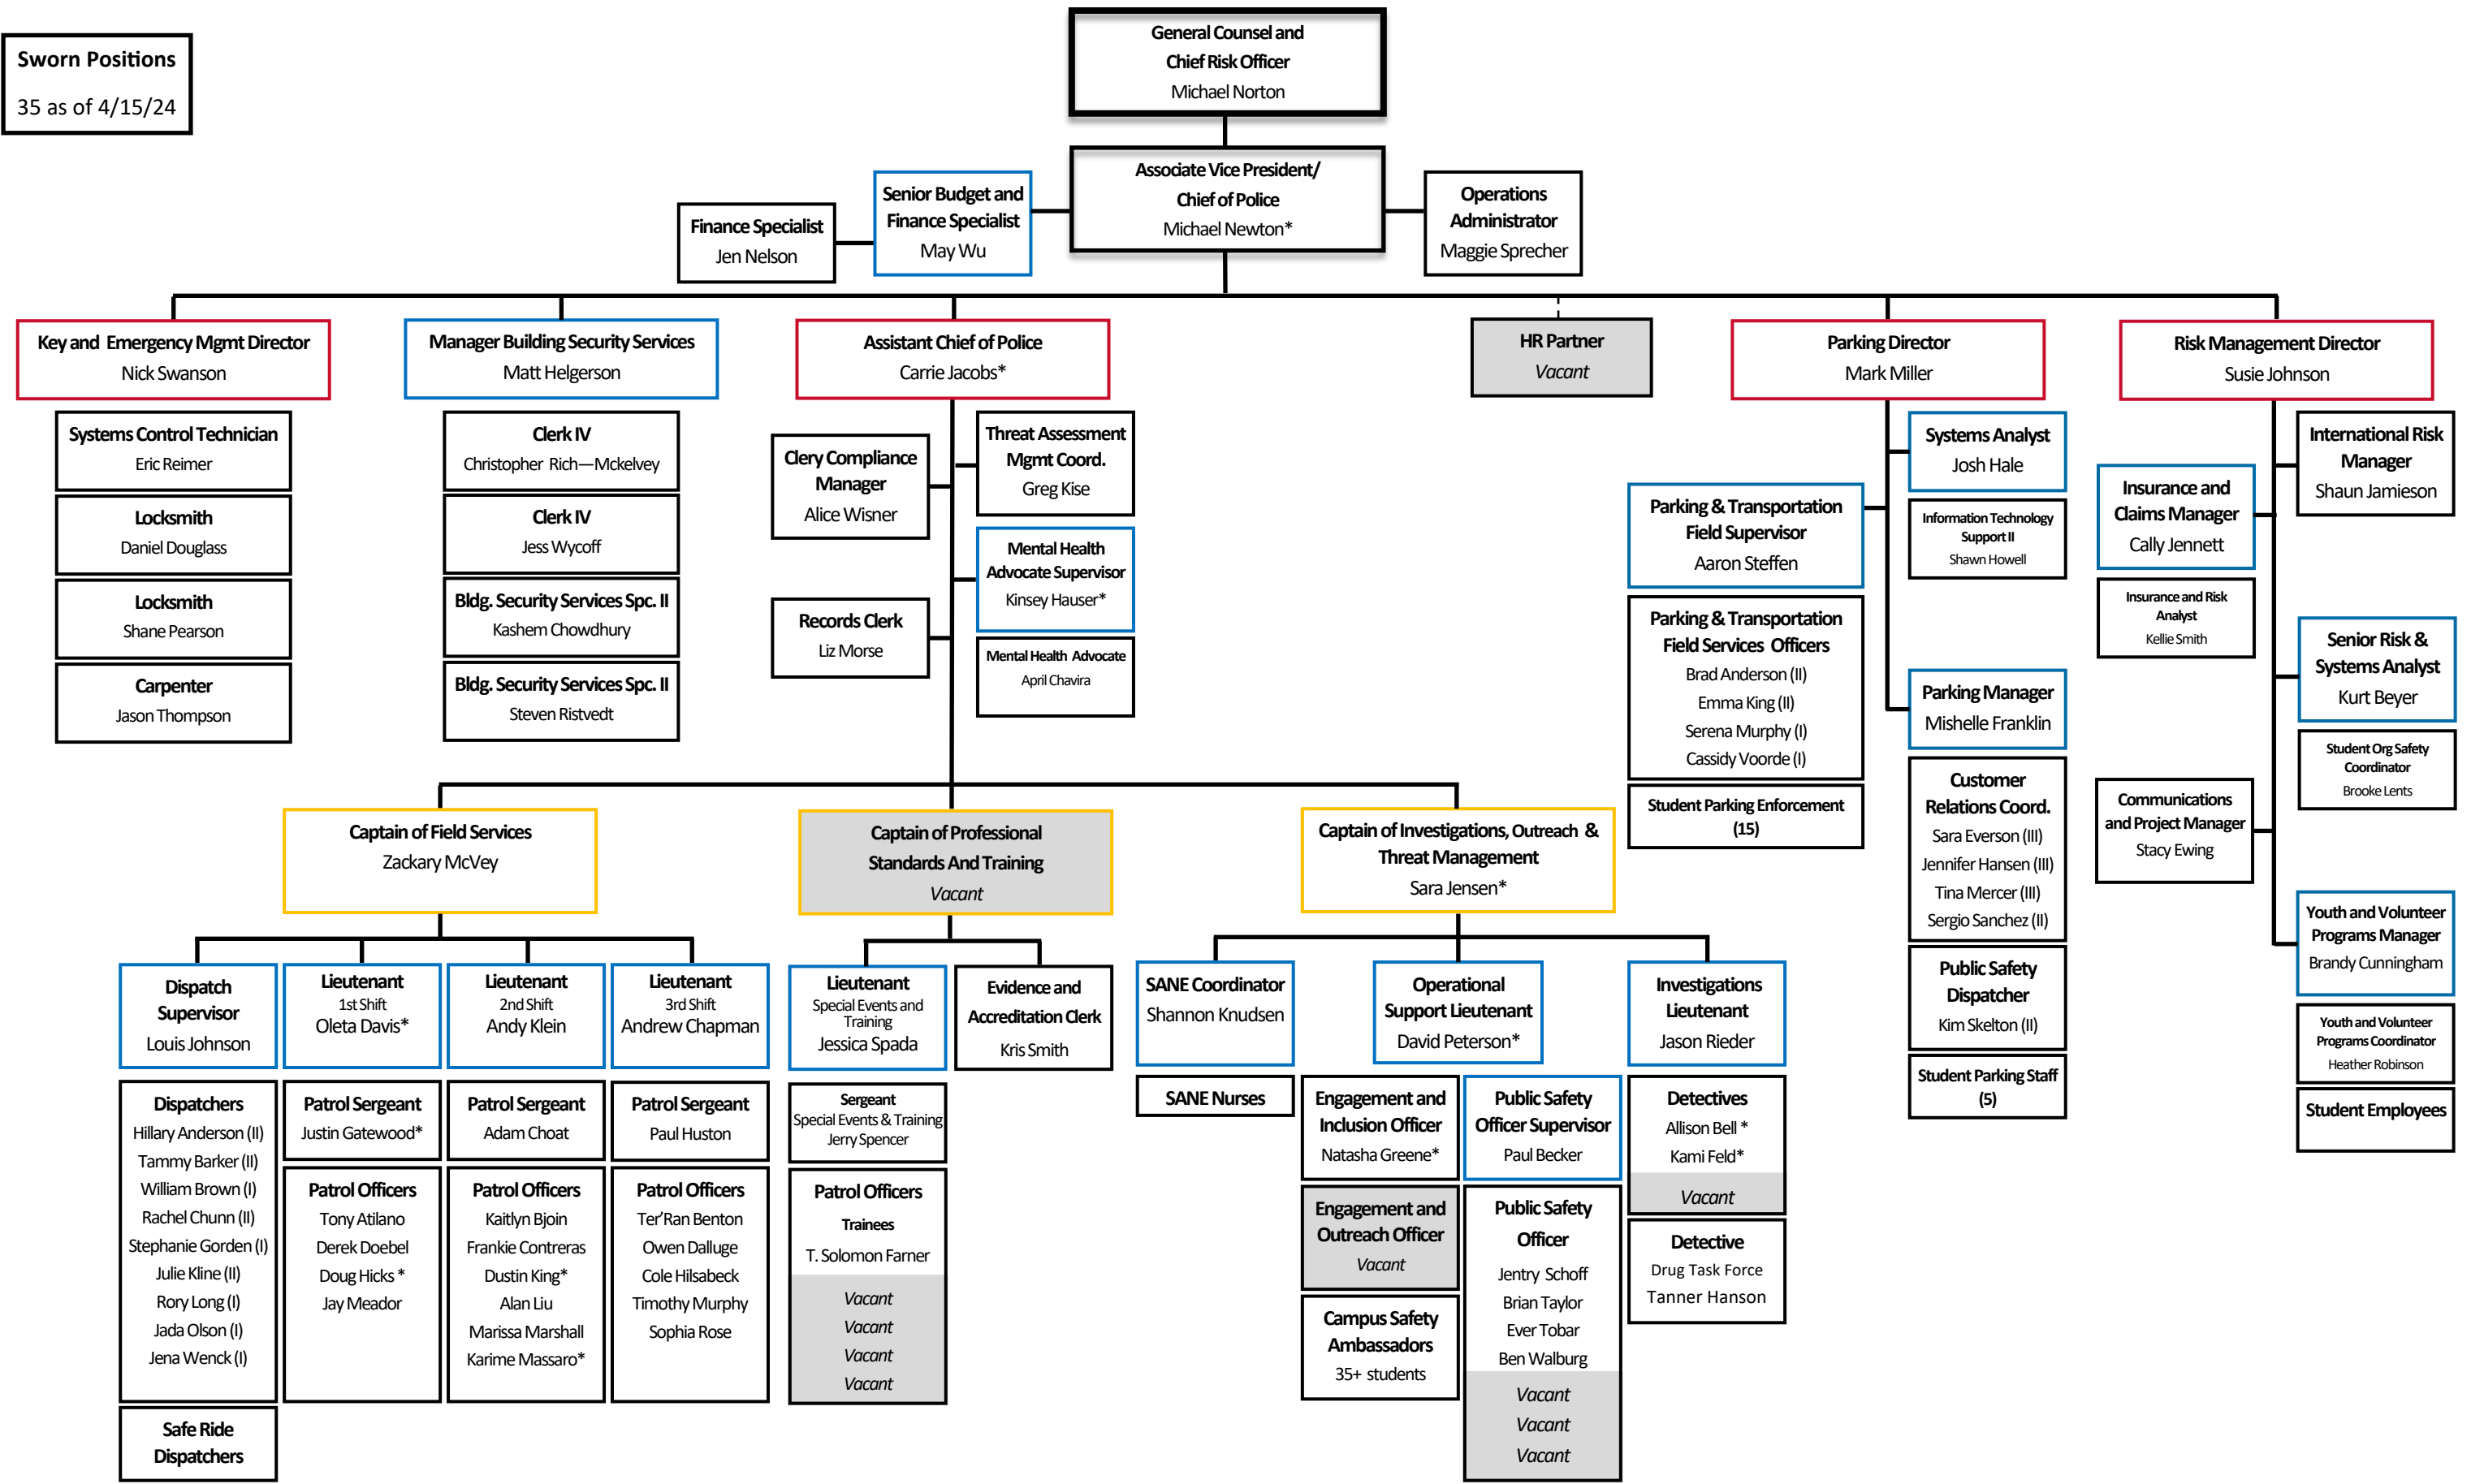 Sworn Positions
35 as of 4/15/24
General Counsel and
Chief Risk Officer
Michael Norton
Associate Vice President/
Chief of Police
Michael Newton*
Senior Budget and
Finance Specialist
May Wu
Finance Specialist
Jen Nelson
Operations
Administrator
Maggie Sprecher
Key and Emergency Mgmt Director
Nick Swanson
Systems Control Technician
Eric Reimer
Locksmith
Daniel Douglass
Locksmith
Shane Pearson
Carpenter
Jason Thompson
Manager Building Security Services
Matt Helgerson
Clerk IV
Christopher Rich—Mckelvey
Clerk IV
Jess Wycoff
Bldg. Security Services Spc. II
Kashem Chowdhury
Bldg. Security Services Spc. II
Steven Ristvedt
Assistant Chief of Police
Carrie Jacobs*
Clery Compliance
Manager
Alice Wisner
Records Clerk
Liz Morse
Threat Assessment
Mgmt Coord.
Greg Kise
Mental Health
Advocate Supervisor
Kinsey Hauser*
Mental Health Advocate
April Chavira
HR Partner
Vacant
Parking Director
Mark Miller
Parking & Transportation
Field Supervisor
Aaron Steffen
Parking & Transportation
Field Services Officers
Brad Anderson (II)
Emma King (II)
Serena Murphy (I)
Cassidy Voorde (I)
Student Parking Enforcement
(15)
Systems Analyst
Josh Hale
Information Technology
Support II
Shawn Howell
Parking Manager
Mishelle Franklin
Customer
Relations Coord.
Sara Everson (III)
Jennifer Hansen (III)
Tina Mercer (III)
Sergio Sanchez (II)
Public Safety
Dispatcher
Kim Skelton (II)
Student Parking Staff
(5)
Risk Management Director
Susie Johnson
Insurance and
Claims Manager
Cally Jennett
Insurance and Risk
Analyst
Kellie Smith
Communications
and Project Manager
Stacy Ewing
International Risk
Manager
Shaun Jamieson
Senior Risk &
Systems Analyst
Kurt Beyer
Student Org Safety
Coordinator
Brooke Lents
Youth and Volunteer
Programs Manager
Brandy Cunningham
Youth and Volunteer
Programs Coordinator
Heather Robinson
Student Employees
Captain of Field Services
Zackary McVey
Dispatch
Supervisor
Louis Johnson
Dispatchers
Hillary Anderson (II)
Tammy Barker (II)
William Brown (I)
Rachel Chunn (II)
Stephanie Gorden (I)
Julie Kline (II)
Rory Long (I)
Jada Olson (I)
Jena Wenck (I)
Safe Ride
Dispatchers
Lieutenant
1st Shift
Oleta Davis*
Patrol Sergeant
Justin Gatewood*
Patrol Officers
Tony Atilano
Derek Doebel
Doug Hicks *
Jay Meador
Lieutenant
2nd Shift
Andy Klein
Patrol Sergeant
Adam Choat
Patrol Officers
Kaitlyn Bjoin
Frankie Contreras
Dustin King*
Alan Liu
Marissa Marshall
Karime Massaro*
Lieutenant
3rd Shift
Andrew Chapman
Patrol Sergeant
Paul Huston
Patrol Officers
Ter’Ran Benton
Owen Dalluge
Cole Hilsabeck
Timothy Murphy
Sophia Rose
Captain of Professional
Standards And Training
Vacant
Lieutenant
Special Events and
Training
Jessica Spada
Sergeant
Special Events & Training
Jerry Spencer
Patrol Officers
Trainees
T. Solomon Farner
Vacant
Vacant
Vacant
Vacant
Evidence and
Accreditation Clerk
Kris Smith
Captain of Investigations, Outreach &
Threat Management
Sara Jensen*
SANE Coordinator
Shannon Knudsen
SANE Nurses
Operational
Support Lieutenant
David Peterson*
Engagement and
Inclusion Officer
Natasha Greene*
Engagement and
Outreach Officer
Vacant
Campus Safety
Ambassadors
35+ students
Public Safety
Officer Supervisor
Paul Becker
Public Safety
Officer
Jentry Schoff
Brian Taylor
Ever Tobar
Ben Walburg
Vacant
Vacant
Vacant
Investigations
Lieutenant
Jason Rieder
Detectives
Allison Bell *
Kami Feld*
Vacant
Detective
Drug Task Force
Tanner Hanson